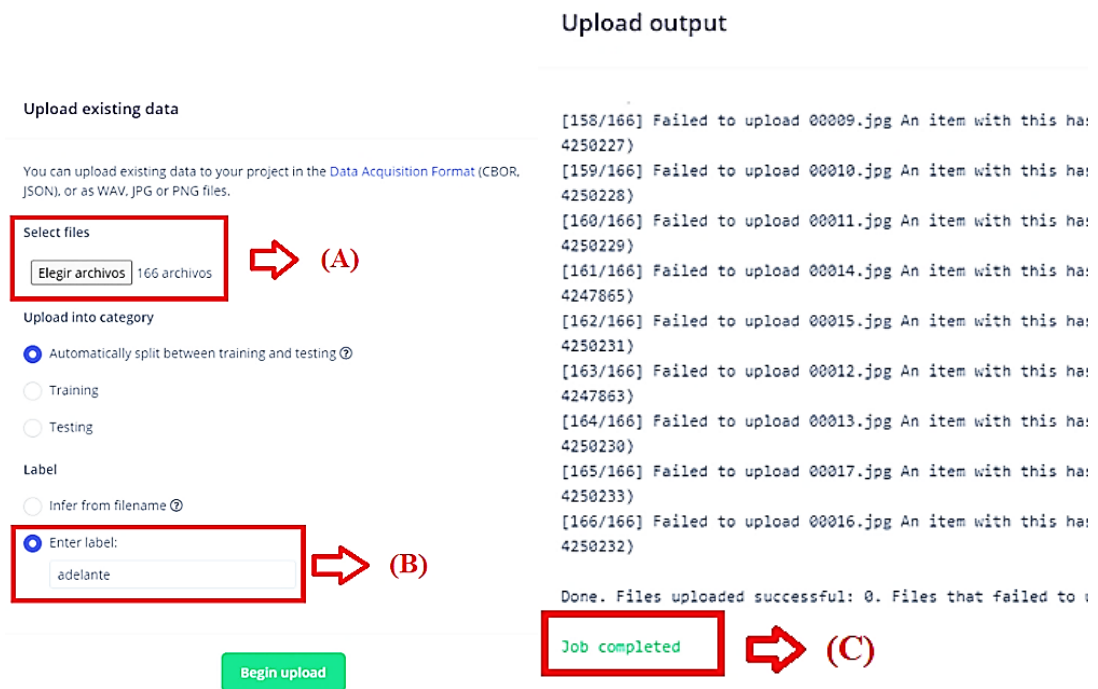 Upload existing data
You can upload existing data to your project in the Data Acquisition Format (CBOR,
JSON), or as WAV, JPG or PNG files.
Select files
Elegir archivos 166 archivos
(A)
Upload into category
Automatically split between training and testing
Training
Testing
Label
Infer from filename
Enter label:
adelante
(B)
Begin upload
Upload output
[158/166] Failed to upload 00009.jpg An item with this has
4250227)
[159/166] Failed to upload 00010.jpg An item with this has
4250228)
[160/166] Failed to upload 00011.jpg An item with this has
4250229)
[161/166] Failed to upload 00014.jpg An item with this has
4247865)
[162/166] Failed to upload 00015.jpg An item with this has
4250231)
[163/166] Failed to upload 00012.jpg An item with this has
4247863)
[164/166] Failed to upload 00013.jpg An item with this has
4250230)
[165/166] Failed to upload 00017.jpg An item with this has
4250233)
[166/166] Failed to upload 00016.jpg An item with this has
4250232)
Done. Files uploaded successful: 0. Files that failed to
Job completed
(C)